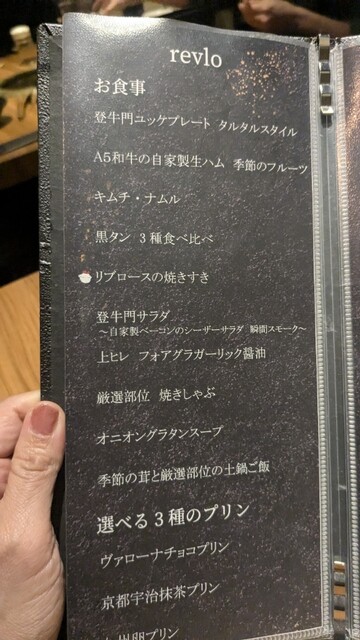 revlo
お食事
登牛門ユッケプレート タルタルスタイル
A5和牛の自家製生ハム 季節のフルーツ
キムチ・ナムル
黒タン 3種食べ比べ
リブロースの焼きすき
登牛門サラダ
～自家製ベーコンのシーザーサラダ 瞬間スモーク～
上ヒレ フォアグラガーリック醤油
厳選部位 焼きしゃぶ
オニオングラタンスープ
季節の茸と厳選部位の土鍋ご飯
選べる3種のプリン
ヴァローナチョコプリン
京都宇治抹茶プリン
州卵プリン